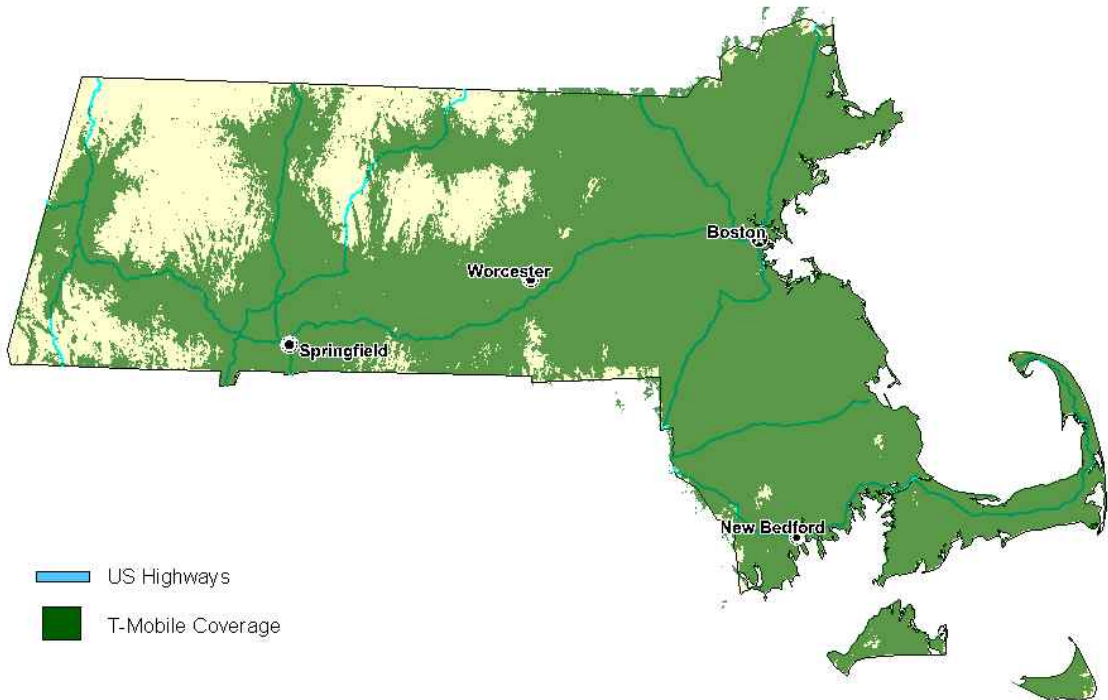 Boston
Worcester
Springfield
New Bedford
US Highways
T-Mobile Coverage